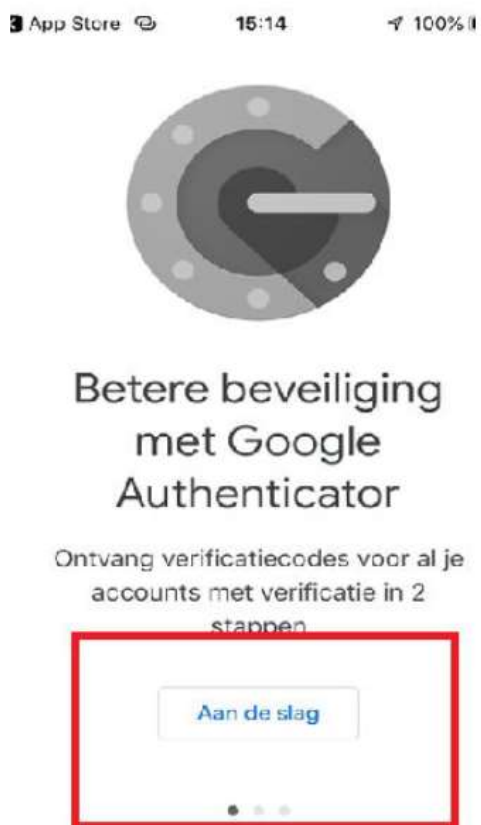 App Store 15:14 100%
Betere beveiliging
met Google
Authenticator
Ontvang verificatiecodes voor al je
accounts met verificatie in 2
stappen
Aan de slag